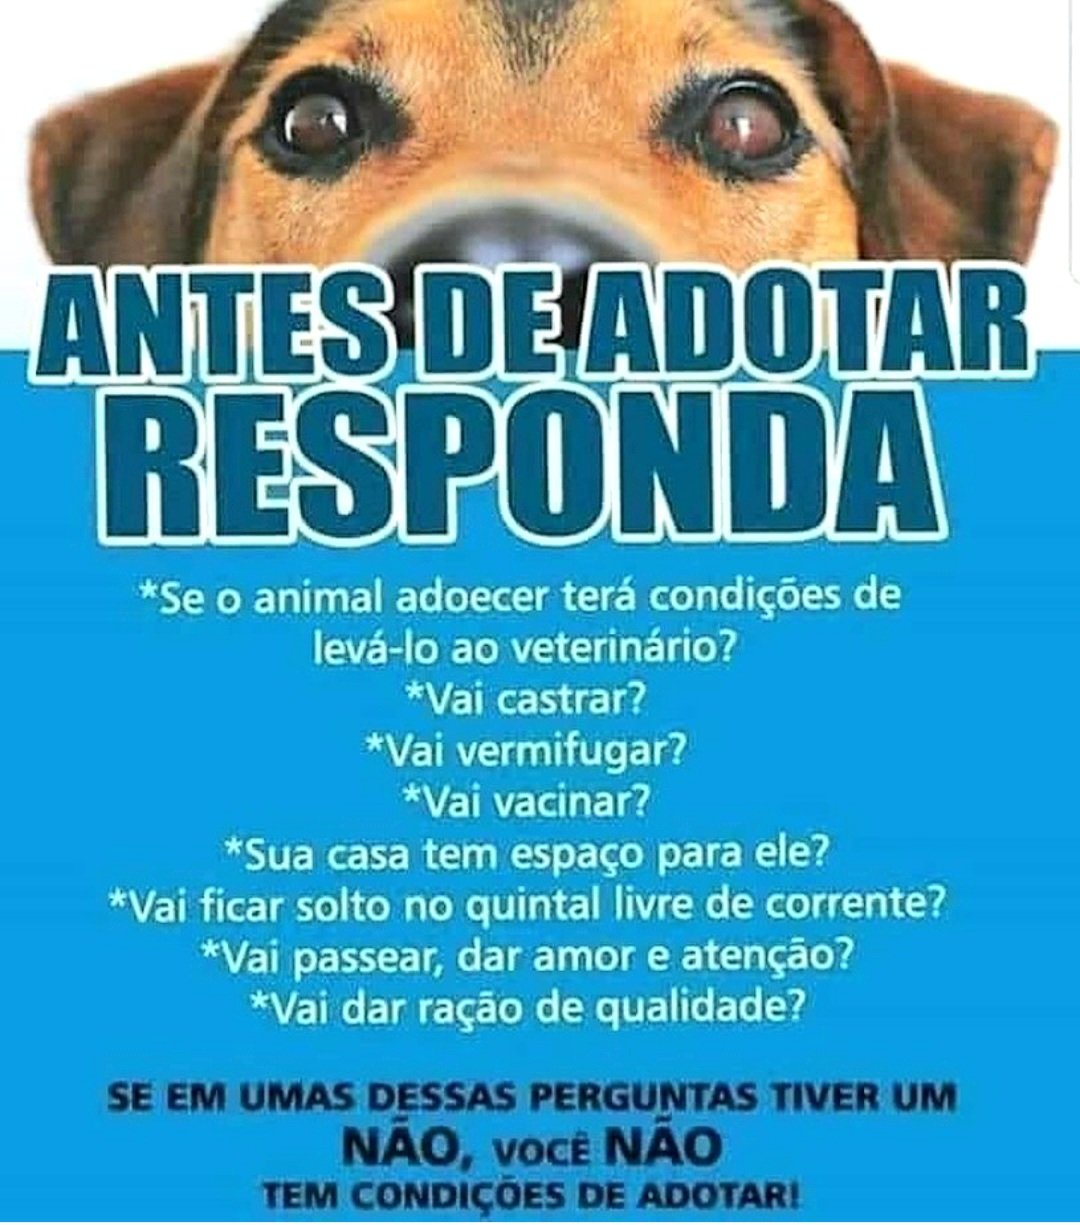 ANTES DE ADOTAR
RESPONDA
*Se o animal adoecer terá condições de
levá-lo ao veterinário?
*Vai castrar?
*Vai vermifugar?
*Vai vacinar?
*Sua casa tem espaço para ele?
*Vai ficar solto no quintal livre de corrente?
*Vai passear, dar amor e atenção?
*Vai dar ração de qualidade?
SE EM UMAS DESSAS PERGUNTAS TIVER UM
NÃO, VOCÊ NÃO
TEM CONDIÇÕES DE ADOTAR!